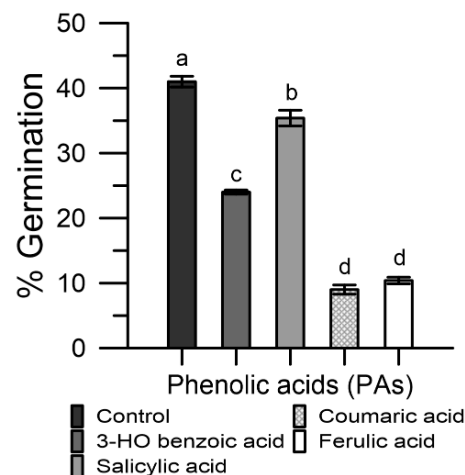 50
40
30
20
10
0
% Germination
a
c
b
d
d
Phenolic acids (PAs)
Control
3-HO benzoic acid
Salicylic acid
Coumaric acid
Ferulic acid